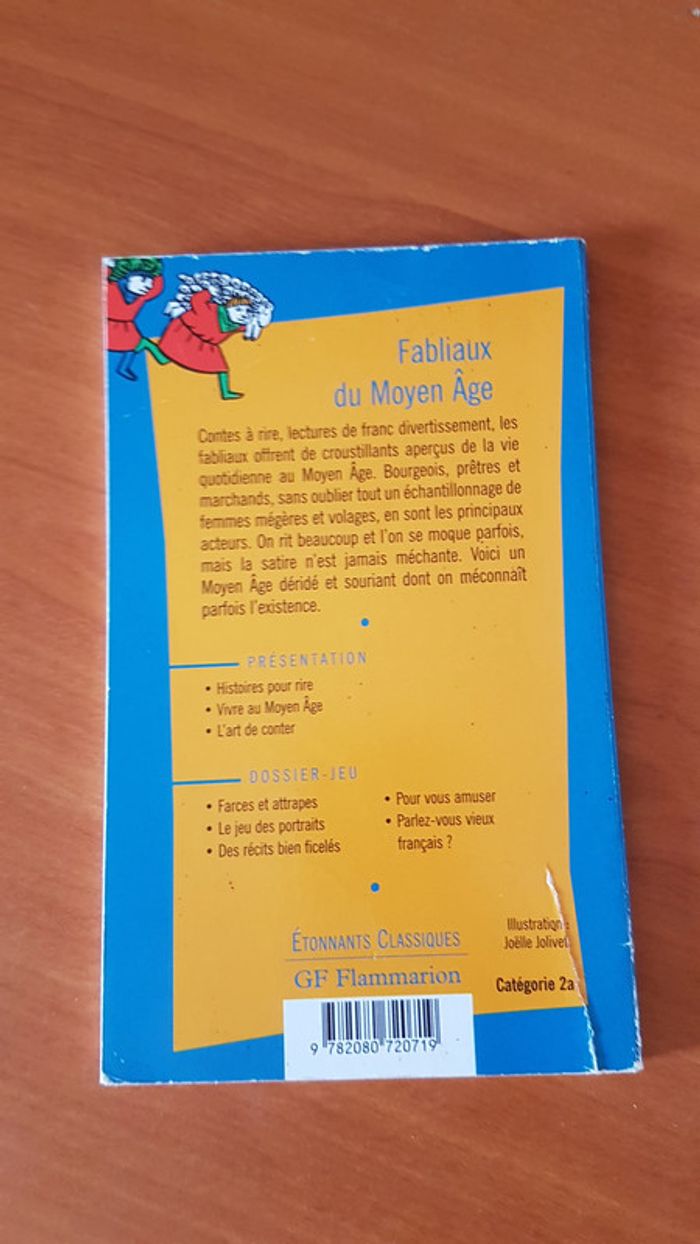 Fabliaux
du Moyen Âge
Contes à rire, lectures de franc divertissement, les
fabliaux offrent de croustillants aperçus de la vie
quotidienne au Moyen Âge. Bourgeois, prêtres et
marchands, sans oublier tout un échantillonnage de
femmes mégères et volages, en sont les principaux
acteurs. On rit beaucoup et l'on se moque parfois,
mais la satire n'est jamais méchante. Voici un
Moyen Âge déridé et souriant dont on méconnaît
parfois l'existence.
PRÉSENTATION
• Histoires pour rire
• Vivre au Moyen Âge
• L'art de conter
DOSSIER-JEU
• Farces et attrapes
• Le jeu des portraits
• Des récits bien ficelés
• Pour vous amuser
• Parlez-vous vieux
français ?
ÉTONNANTS CLASSIQUES
GF Flammarion
Illustration :
Joëlle Jolivet
Catégorie 2a
9 782080 720719